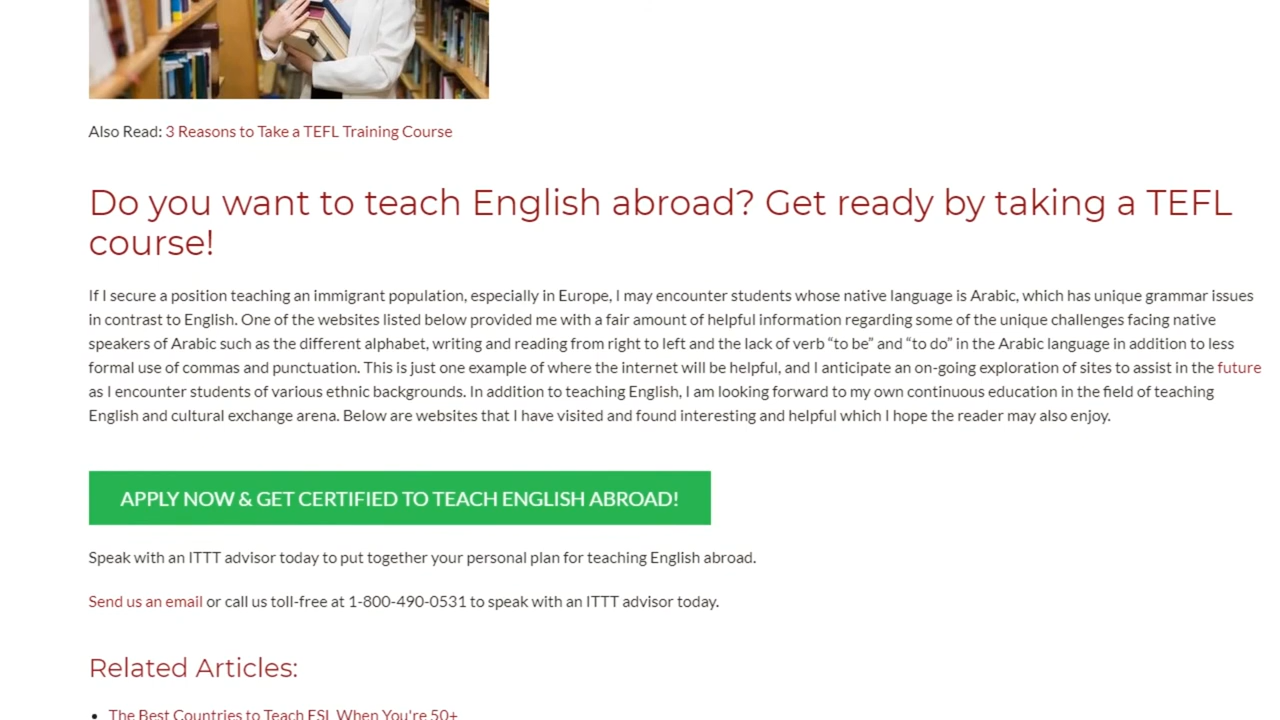 Also Read: 3 Reasons to Take a TEFL Training Course
Do you want to teach English abroad? Get ready by taking a TEFL
course!
If I secure a position teaching an immigrant population, especially in Europe, I may encounter students whose native language is Arabic, which has unique grammar issues
in contrast to English. One of the websites listed below provided me with a fair amount of helpful information regarding some of the unique challenges facing native
speakers of Arabic such as the different alphabet, writing and reading from right to left and the lack of verb “to be” and “to do” in the Arabic language in addition to less
formal use of commas and punctuation. This is just one example of where the internet will be helpful, and I anticipate an on-going exploration of sites to assist in the future
as I encounter students of various ethnic backgrounds. In addition to teaching English, I am looking forward to my own continuous education in the field of teaching
English and cultural exchange arena. Below are websites that I have visited and found interesting and helpful which I hope the reader may also enjoy.
APPLY NOW & GET CERTIFIED TO TEACH ENGLISH ABROAD!
Speak with an ITTT advisor today to put together your personal plan for teaching English abroad.
Send us an email or call us toll-free at 1-800-490-0531 to speak with an ITTT advisor today.
Related Articles:
• The Best Countries to Teach ESL When You're 50+